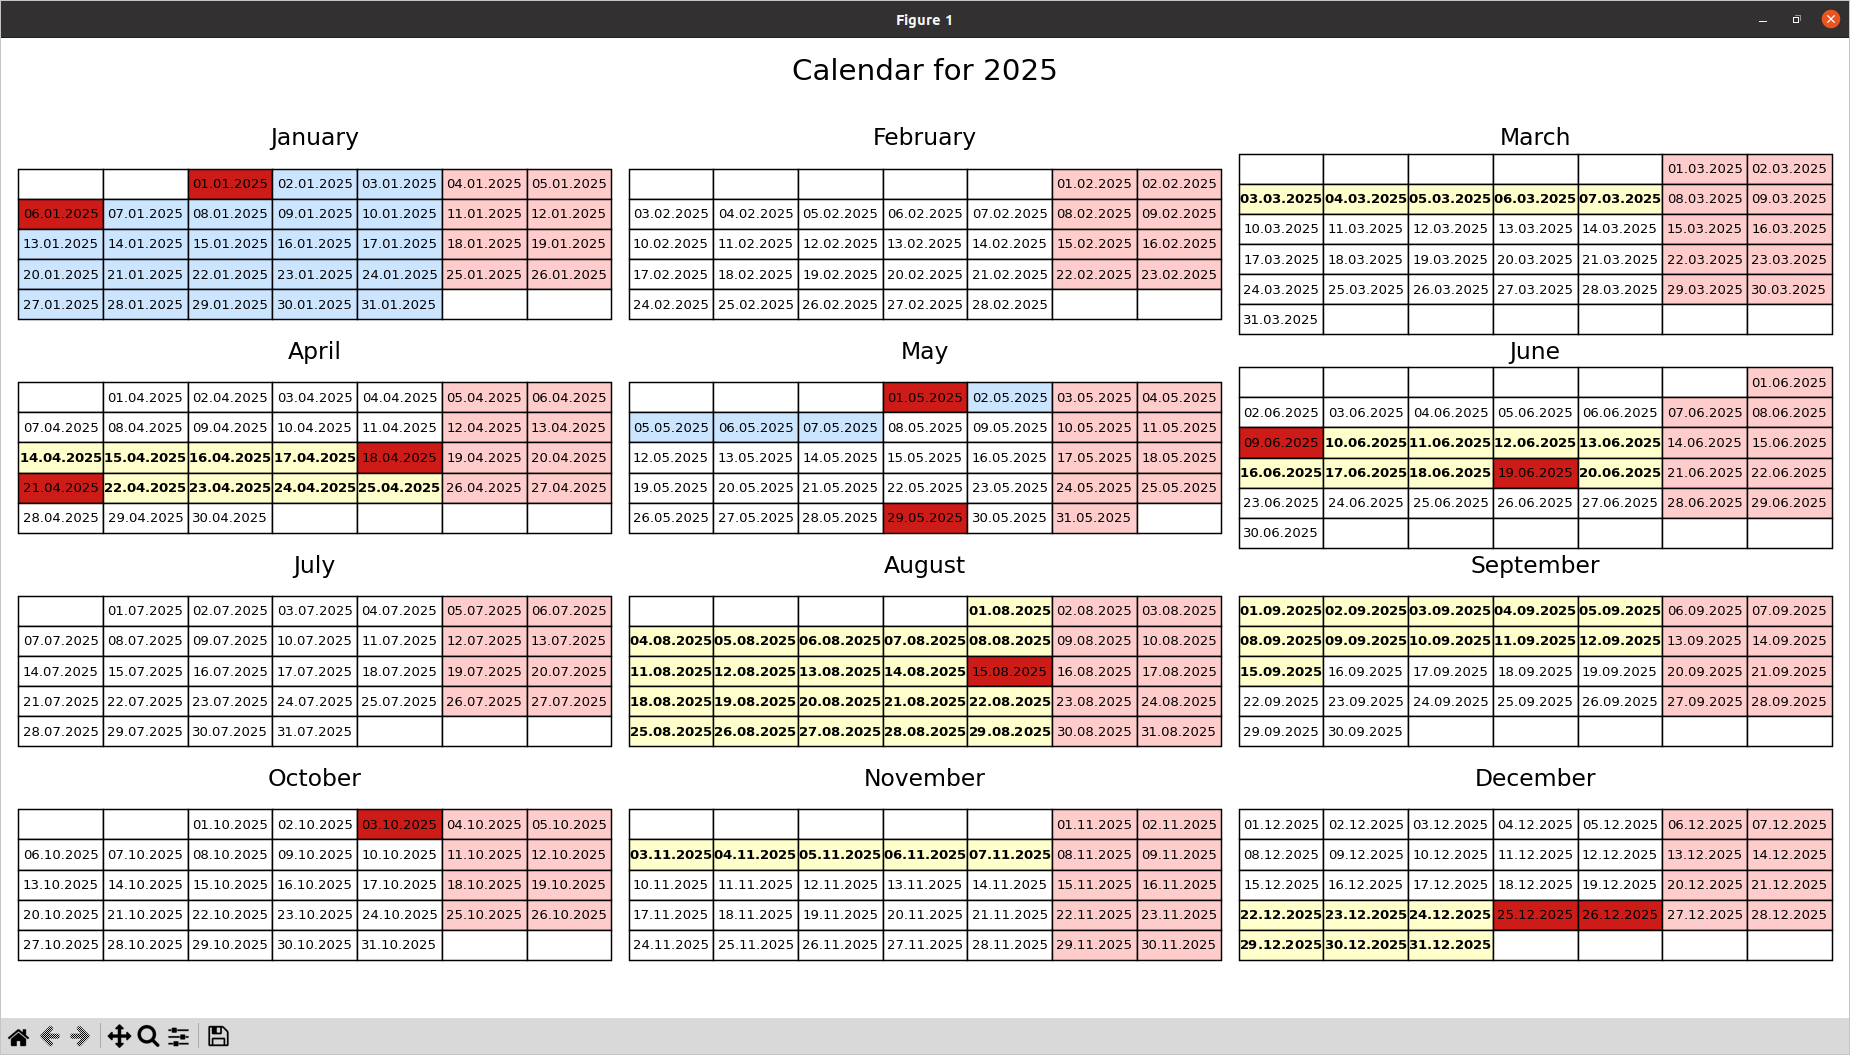 Figure 1
Calendar for 2025
January
01.01.2025 02.01.2025 03.01.2025 04.01.2025 05.01.2025
06.01.2025 07.01.2025 08.01.2025 09.01.2025 10.01.2025 11.01.2025 12.01.2025
13.01.2025 14.01.2025 15.01.2025 16.01.2025 17.01.2025 18.01.2025 19.01.2025
20.01.2025 21.01.2025 22.01.2025 23.01.2025 24.01.2025 25.01.2025 26.01.2025
27.01.2025 28.01.2025 29.01.2025 30.01.2025 31.01.2025
February
01.02.2025 02.02.2025
03.02.2025 04.02.2025 05.02.2025 06.02.2025 07.02.2025 08.02.2025 09.02.2025
10.02.2025 11.02.2025 12.02.2025 13.02.2025 14.02.2025 15.02.2025 16.02.2025
17.02.2025 18.02.2025 19.02.2025 20.02.2025 21.02.2025 22.02.2025 23.02.2025
24.02.2025 25.02.2025 26.02.2025 27.02.2025 28.02.2025
March
01.03.2025 02.03.2025
03.03.2025 04.03.2025 05.03.2025 06.03.2025 07.03.2025 08.03.2025 09.03.2025
10.03.2025 11.03.2025 12.03.2025 13.03.2025 14.03.2025 15.03.2025 16.03.2025
17.03.2025 18.03.2025 19.03.2025 20.03.2025 21.03.2025 22.03.2025 23.03.2025
24.03.2025 25.03.2025 26.03.2025 27.03.2025 28.03.2025 29.03.2025 30.03.2025
31.03.2025
April
01.04.2025 02.04.2025 03.04.2025 04.04.2025 05.04.2025 06.04.2025
07.04.2025 08.04.2025 09.04.2025 10.04.2025 11.04.2025 12.04.2025 13.04.2025
14.04.2025 15.04.2025 16.04.2025 17.04.2025 18.04.2025 19.04.2025 20.04.2025
21.04.2025 22.04.2025 23.04.2025 24.04.2025 25.04.2025 26.04.2025 27.04.2025
28.04.2025 29.04.2025 30.04.2025
May
01.05.2025 02.05.2025 03.05.2025 04.05.2025
05.05.2025 06.05.2025 07.05.2025 08.05.2025 09.05.2025 10.05.2025 11.05.2025
12.05.2025 13.05.2025 14.05.2025 15.05.2025 16.05.2025 17.05.2025 18.05.2025
19.05.2025 20.05.2025 21.05.2025 22.05.2025 23.05.2025 24.05.2025 25.05.2025
26.05.2025 27.05.2025 28.05.2025 29.05.2025 30.05.2025 31.05.2025
June
01.06.2025
02.06.2025 03.06.2025 04.06.2025 05.06.2025 06.06.2025 07.06.2025 08.06.2025
09.06.2025 10.06.2025 11.06.2025 12.06.2025 13.06.2025 14.06.2025 15.06.2025
16.06.2025 17.06.2025 18.06.2025 19.06.2025 20.06.2025 21.06.2025 22.06.2025
23.06.2025 24.06.2025 25.06.2025 26.06.2025 27.06.2025 28.06.2025 29.06.2025
30.06.2025
July
01.07.2025 02.07.2025 03.07.2025 04.07.2025 05.07.2025 06.07.2025
07.07.2025 08.07.2025 09.07.2025 10.07.2025 11.07.2025 12.07.2025 13.07.2025
14.07.2025 15.07.2025 16.07.2025 17.07.2025 18.07.2025 19.07.2025 20.07.2025
21.07.2025 22.07.2025 23.07.2025 24.07.2025 25.07.2025 26.07.2025 27.07.2025
28.07.2025 29.07.2025 30.07.2025 31.07.2025
August
01.08.2025 02.08.2025 03.08.2025
04.08.2025 05.08.2025 06.08.2025 07.08.2025 08.08.2025 09.08.2025 10.08.2025
11.08.2025 12.08.2025 13.08.2025 14.08.2025 15.08.2025 16.08.2025 17.08.2025
18.08.2025 19.08.2025 20.08.2025 21.08.2025 22.08.2025 23.08.2025 24.08.2025
25.08.2025 26.08.2025 27.08.2025 28.08.2025 29.08.2025 30.08.2025 31.08.2025
September
01.09.2025 02.09.2025 03.09.2025 04.09.2025 05.09.2025 06.09.2025 07.09.2025
08.09.2025 09.09.2025 10.09.2025 11.09.2025 12.09.2025 13.09.2025 14.09.2025
15.09.2025 16.09.2025 17.09.2025 18.09.2025 19.09.2025 20.09.2025 21.09.2025
22.09.2025 23.09.2025 24.09.2025 25.09.2025 26.09.2025 27.09.2025 28.09.2025
29.09.2025 30.09.2025
October
01.10.2025 02.10.2025 03.10.2025 04.10.2025 05.10.2025
06.10.2025 07.10.2025 08.10.2025 09.10.2025 10.10.2025 11.10.2025 12.10.2025
13.10.2025 14.10.2025 15.10.2025 16.10.2025 17.10.2025 18.10.2025 19.10.2025
20.10.2025 21.10.2025 22.10.2025 23.10.2025 24.10.2025 25.10.2025 26.10.2025
27.10.2025 28.10.2025 29.10.2025 30.10.2025 31.10.2025
November
01.11.2025 02.11.2025
03.11.2025 04.11.2025 05.11.2025 06.11.2025 07.11.2025 08.11.2025 09.11.2025
10.11.2025 11.11.2025 12.11.2025 13.11.2025 14.11.2025 15.11.2025 16.11.2025
17.11.2025 18.11.2025 19.11.2025 20.11.2025 21.11.2025 22.11.2025 23.11.2025
24.11.2025 25.11.2025 26.11.2025 27.11.2025 28.11.2025 29.11.2025 30.11.2025
December
01.12.2025 02.12.2025 03.12.2025 04.12.2025 05.12.2025 06.12.2025 07.12.2025
08.12.2025 09.12.2025 10.12.2025 11.12.2025 12.12.2025 13.12.2025 14.12.2025
15.12.2025 16.12.2025 17.12.2025 18.12.2025 19.12.2025 20.12.2025 21.12.2025
22.12.2025 23.12.2025 24.12.2025 25.12.2025 26.12.2025 27.12.2025 28.12.2025
29.12.2025 30.12.2025 31.12.2025